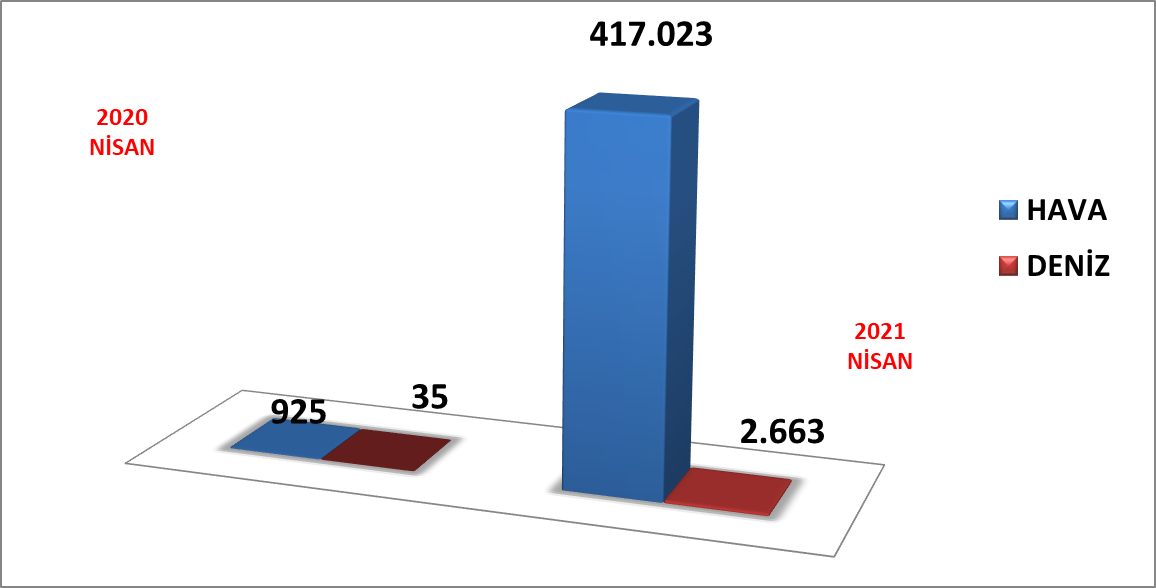 417.023
2020
NİSAN
HAVA
DENİZ
2021
NİSAN
925
35
2.663